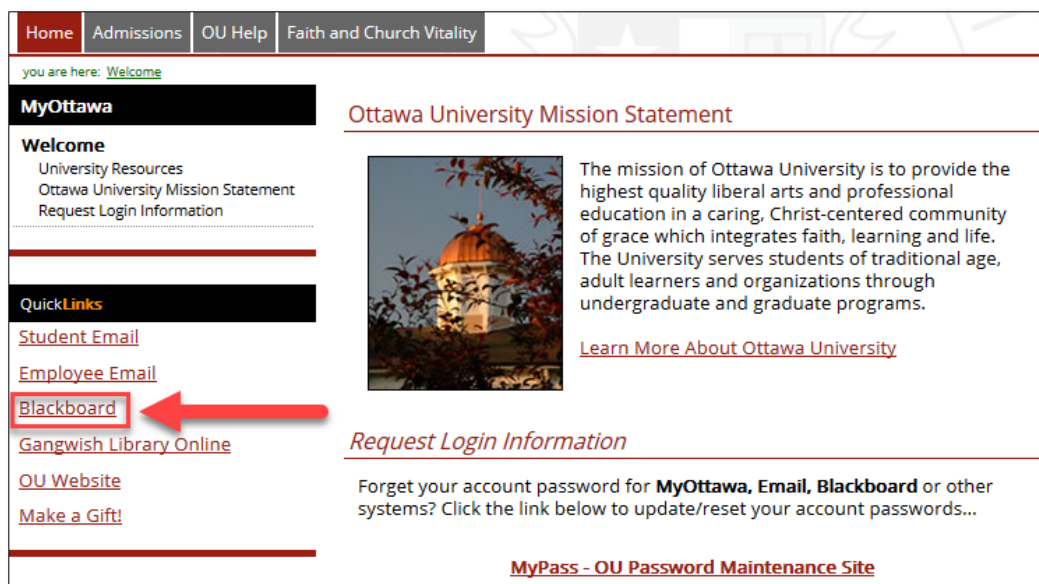 Home Admissions OU Help Faith and Church Vitality
you are here: Welcome
MyOttawa
Welcome
University Resources
Ottawa University Mission Statement
Request Login Information
QuickLinks
Student Email
Employee Email
Blackboard
Gangwish Library Online
OU Website
Make a Gift!
Ottawa University Mission Statement
The mission of Ottawa University is to provide the
highest quality liberal arts and professional
education in a caring, Christ-centered community
of grace which integrates faith, learning and life.
The University serves students of traditional age,
adult learners and organizations through
undergraduate and graduate programs.
Learn More About Ottawa University
Request Login Information
Forget your account password for MyOttawa, Email, Blackboard or other
systems? Click the link below to update/reset your account passwords...
MyPass - OU Password Maintenance Site